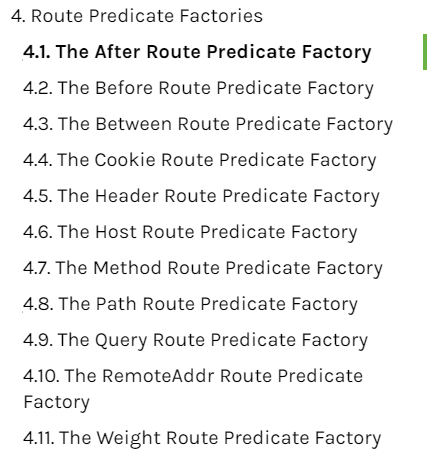 4. Route Predicate Factories
4.1. The After Route Predicate Factory
4.2. The Before Route Predicate Factory
4.3. The Between Route Predicate Factory
4.4. The Cookie Route Predicate Factory
4.5. The Header Route Predicate Factory
4.6. The Host Route Predicate Factory
4.7. The Method Route Predicate Factory
4.8. The Path Route Predicate Factory
4.9. The Query Route Predicate Factory
4.10. The RemoteAddr Route Predicate
Factory
4.11. The Weight Route Predicate Factory